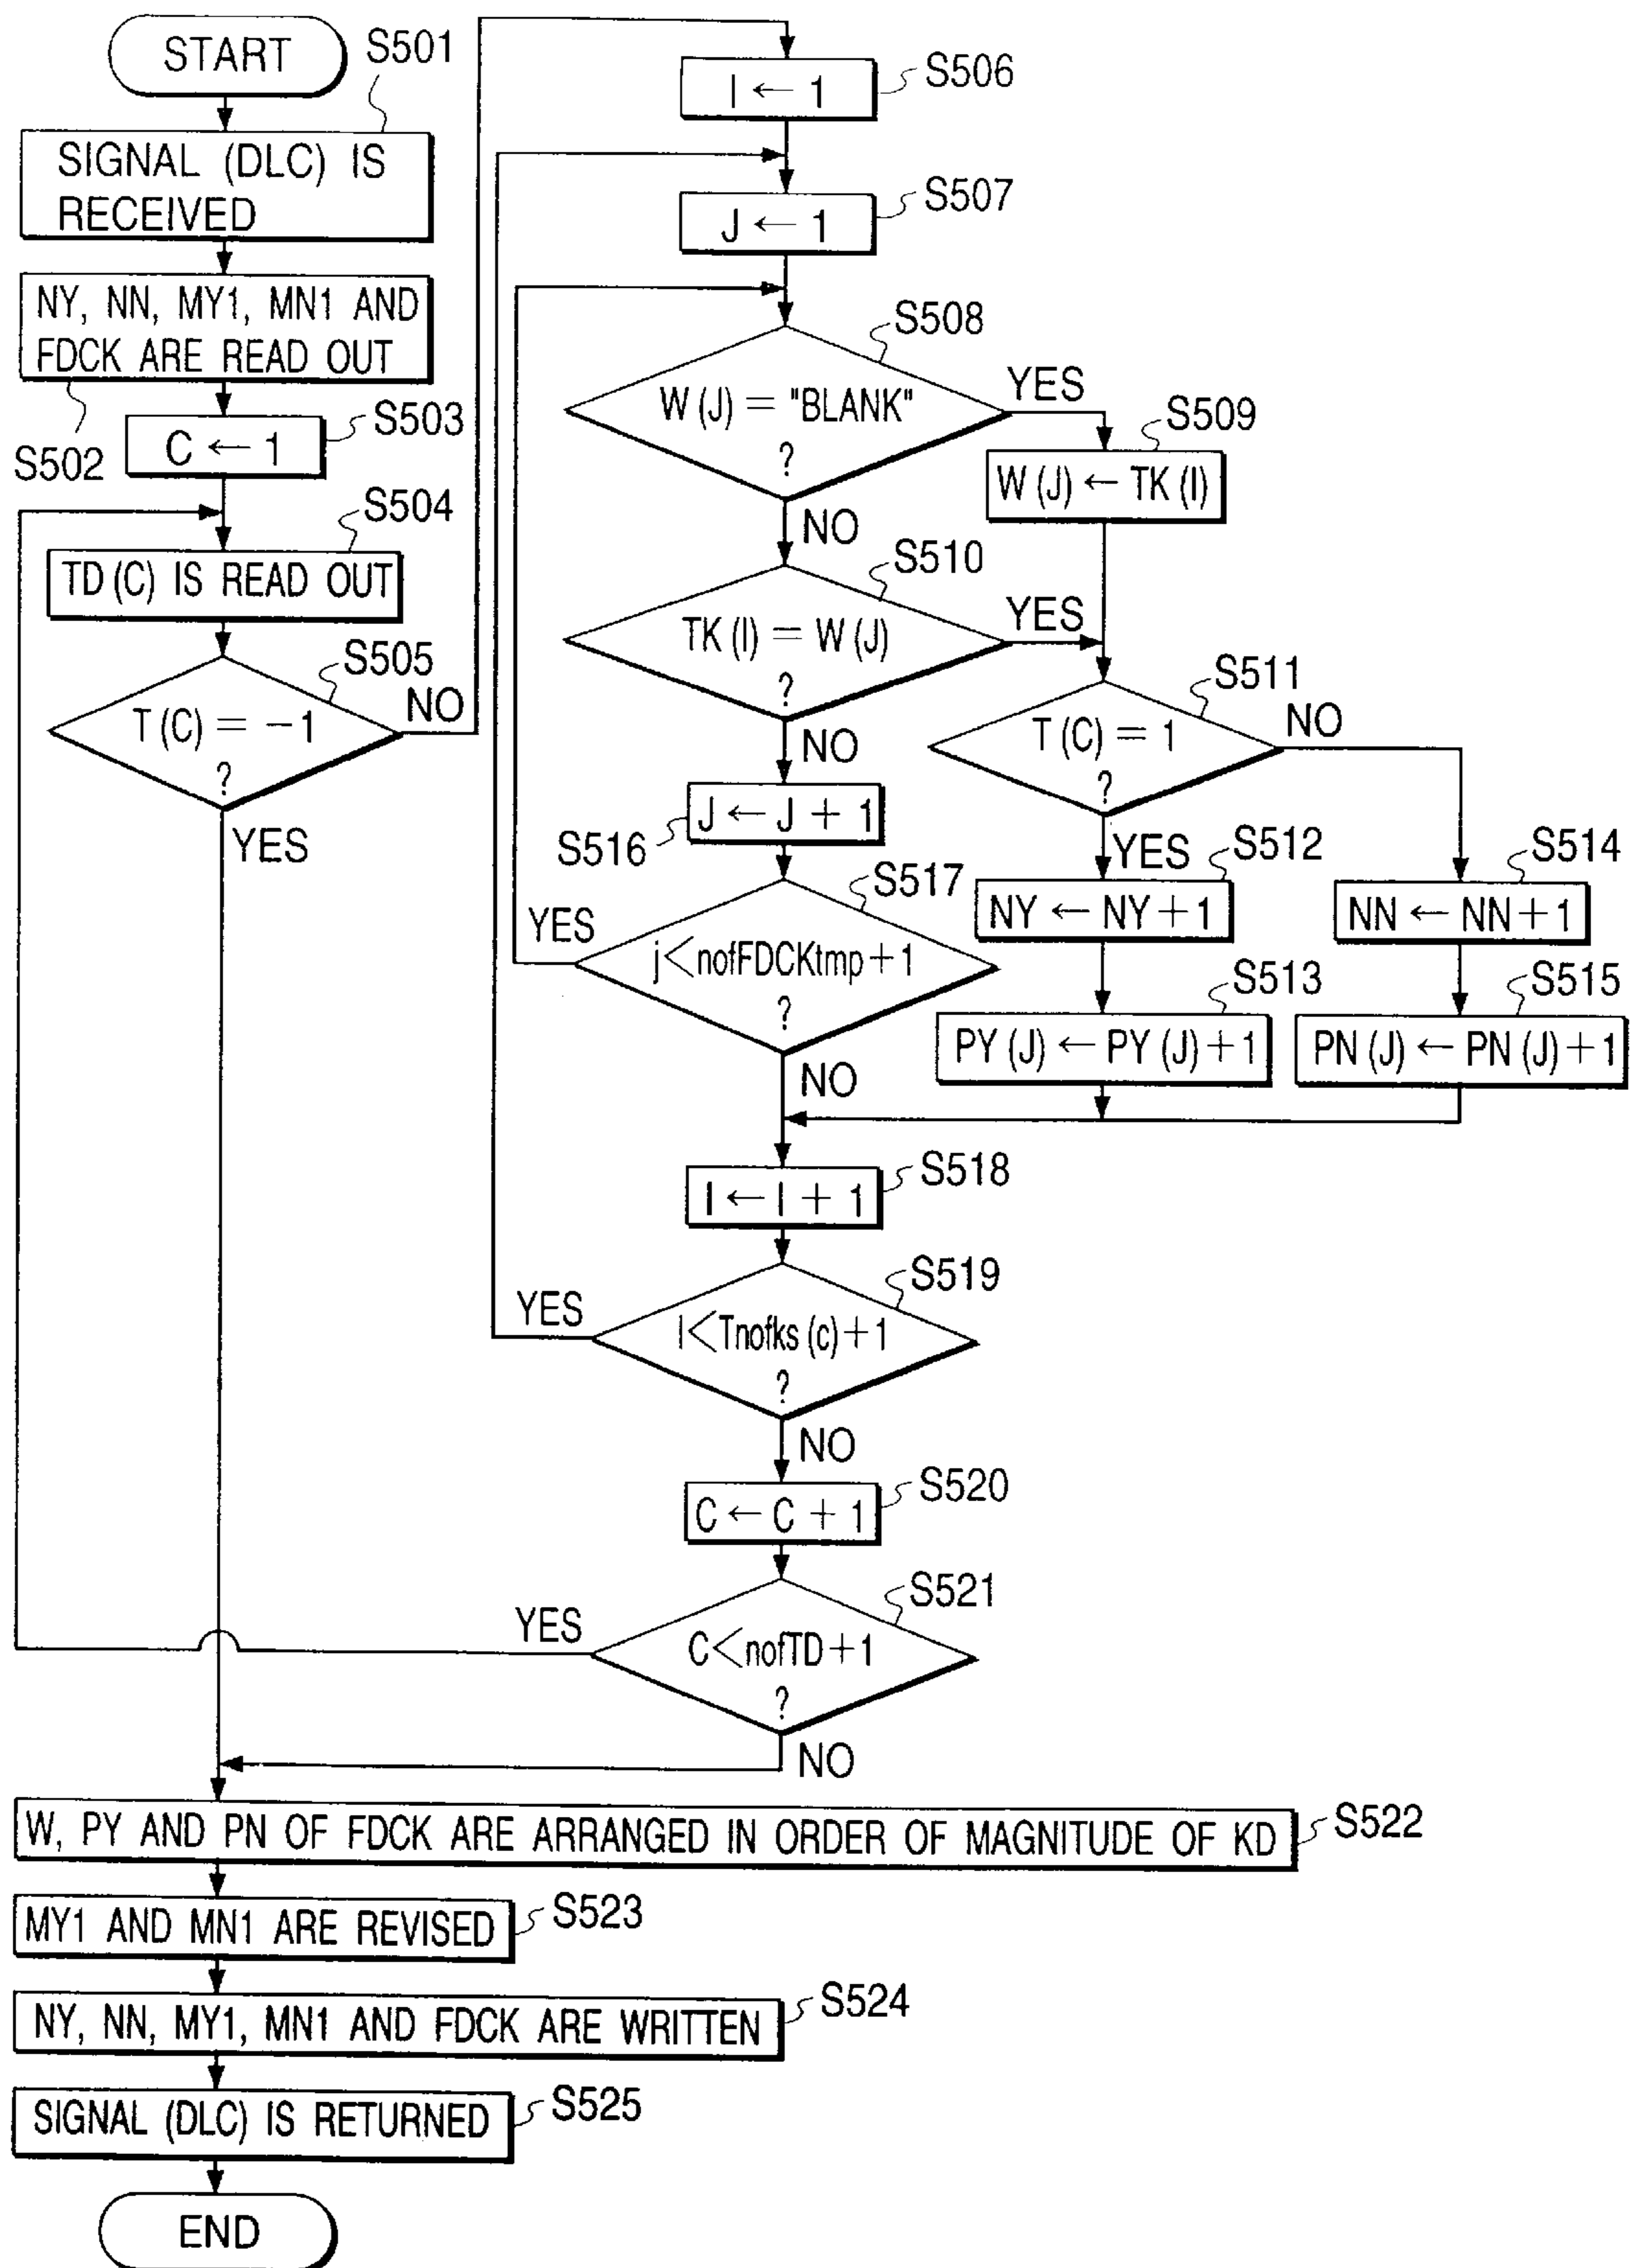 START
S501
SIGNAL (DLC) IS
RECEIVED
NY, NN, MY1, MN1 AND
FDCK ARE READ OUT
S502
C ← 1
S503
S504
TD (C) IS READ OUT
S505
T (C) = −1
?
NO
YES
I ← 1
S506
J ← 1
S507
S508
W (J) = "BLANK"
?
YES
NO
S509
W (J) ← TK (I)
S510
TK (I) = W (J)
?
YES
NO
S511
T (C) = 1
?
NO
YES
J ← J + 1
S516
S517
j<nofFDCKtmp+1
?
YES
NO
S512
NY ← NY+1
S513
PY (J) ← PY (J)+1
S514
NN ← NN+1
S515
PN (J) ← PN (J)+1
S518
I ← I + 1
S519
I<Tnofks (c)+1
?
YES
NO
S520
C ← C + 1
S521
C<nofTD+1
?
YES
NO
W, PY AND PN OF FDCK ARE ARRANGED IN ORDER OF MAGNITUDE OF KD
S522
MY1 AND MN1 ARE REVISED
S523
NY, NN, MY1, MN1 AND FDCK ARE WRITTEN
S524
SIGNAL (DLC) IS RETURNED
S525
END